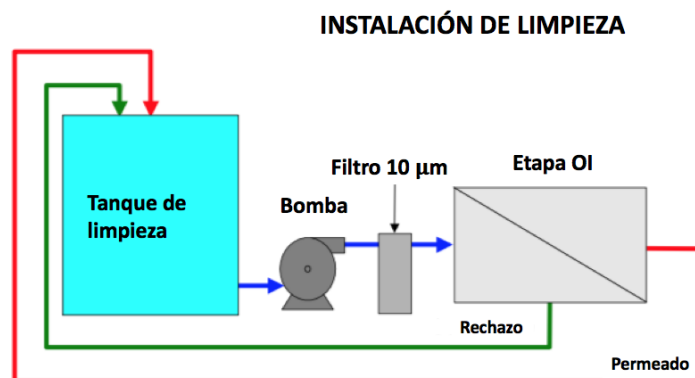 INSTALACIÓN DE LIMPIEZA
Etapa OI
Filtro 10 μm
Tanque de
limpieza
Bomba
Rechazo
Permeado